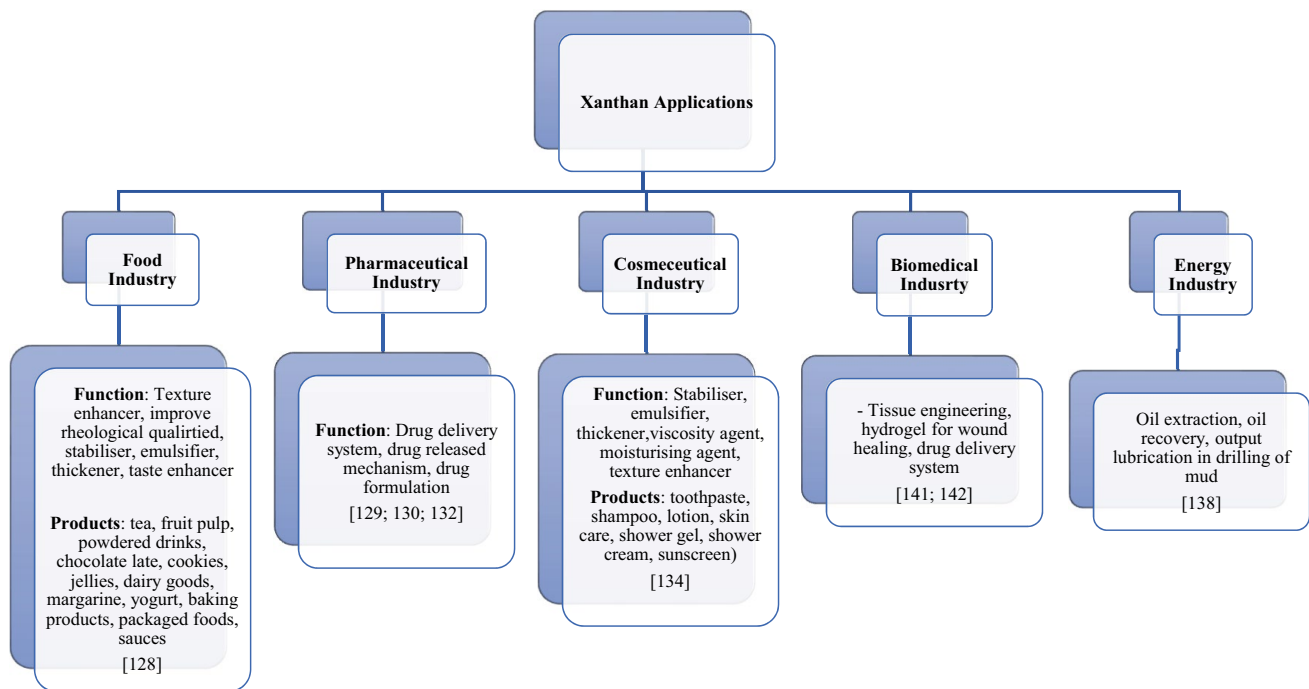 Xanthan Applications
Food
Industry
Pharmaceutical
Industry
Cosmeceutical
Industry
Biomedical
Indusrty
Energy
Industry
Function: Texture
enhancer, improve
rheological qualirtied,
stabiliser, emulsifier,
thickener, taste enhancer
Products: tea, fruit pulp,
powdered drinks,
chocolate late, cookies,
jellies, dairy goods,
margarine, yogurt, baking
products, packaged foods,
sauces
[128]
Function: Drug delivery
system, drug released
mechanism, drug
formulation
[129; 130; 132]
Function: Stabiliser,
emulsifier,
thickener,viscosity agent,
moisturising agent,
texture enhancer
Products: toothpaste,
shampoo, lotion, skin
care, shower gel, shower
cream, sunscreen)
[134]
- Tissue engineering,
hydrogel for wound
healing, drug delivery
system
[141; 142]
Oil extraction, oil
recovery, output
lubrication in drilling of
mud
[138]